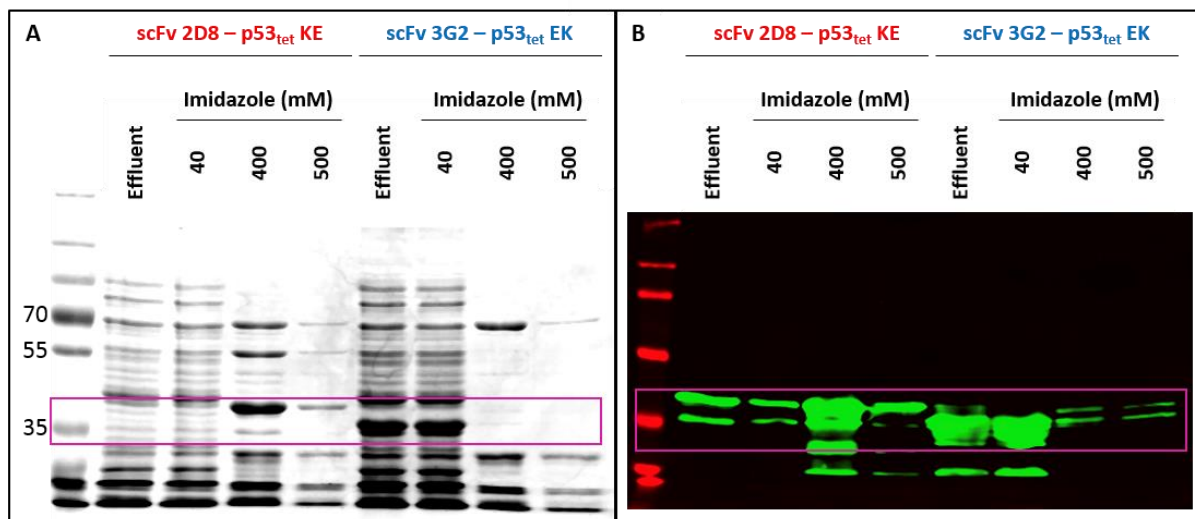 A
scFv 2D8 – p53tet KE
scFv 3G2 – p53tet EK
Imidazole (mM)
Imidazole (mM)
Effluent
40
400
500
Effluent
40
400
500
70
55
35
B
scFv 2D8 – p53tet KE
scFv 3G2 – p53tet EK
Imidazole (mM)
Imidazole (mM)
Effluent
40
400
500
Effluent
40
400
500